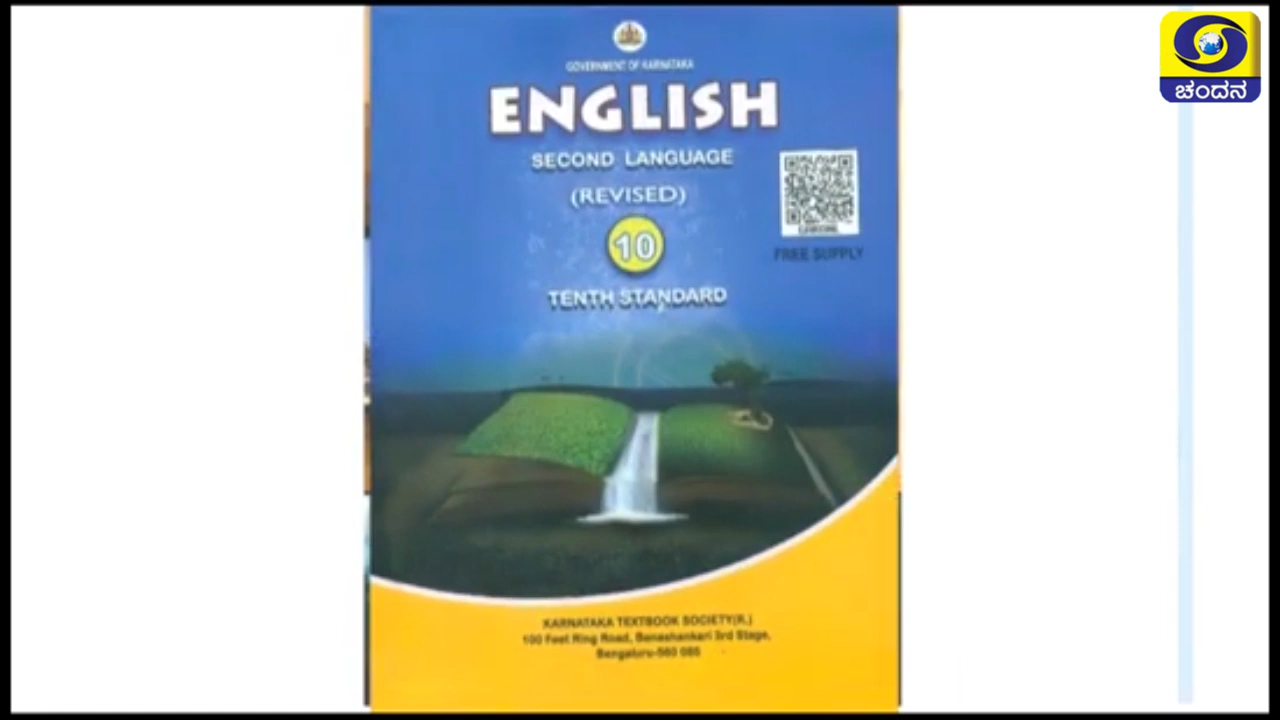 GOVERNMENT OF KARNATAKA
ENGLISH
SECOND LANGUAGE
(REVISED)
10
TENTH STANDARD
FREE SUPPLY
KARNATAKA TEXTBOOK SOCIETY(R.)
100 Feet Ring Road, Banashankari 3rd Stage,
Bengaluru-560 085
ಚಂದನ